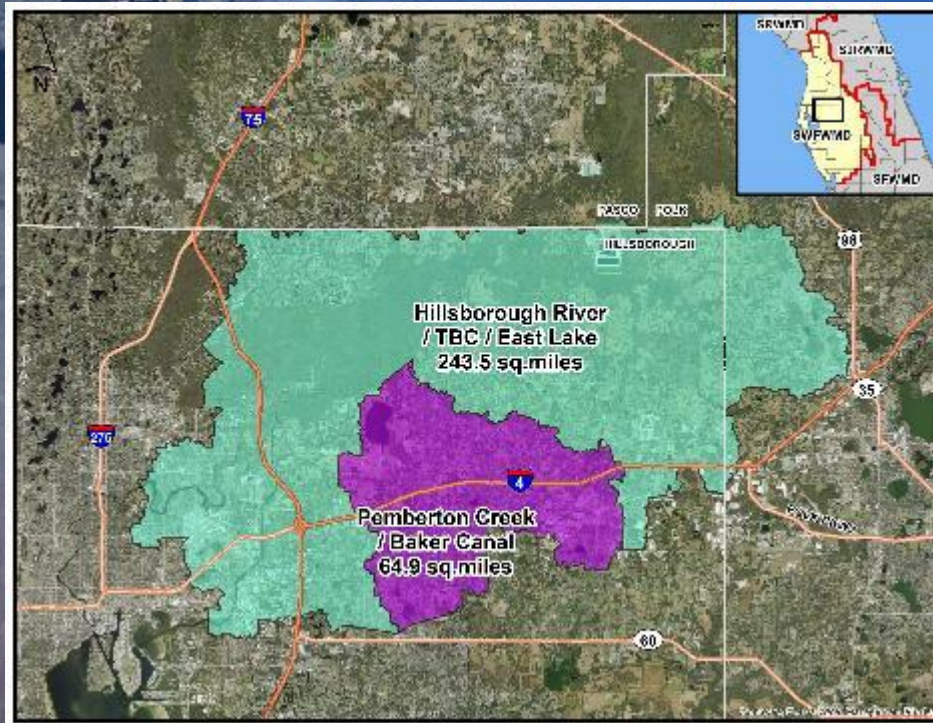 N
75
SRWMD
SJRWMD
SWFWMD
SFWMD
PASCO
POLK
HILLSBOROUGH
98
Hillsborough River
/ TBC / East Lake
243.5 sq.miles
35
275
4
Pemberton Creek
/ Baker Canal
64.9 sq.miles
60